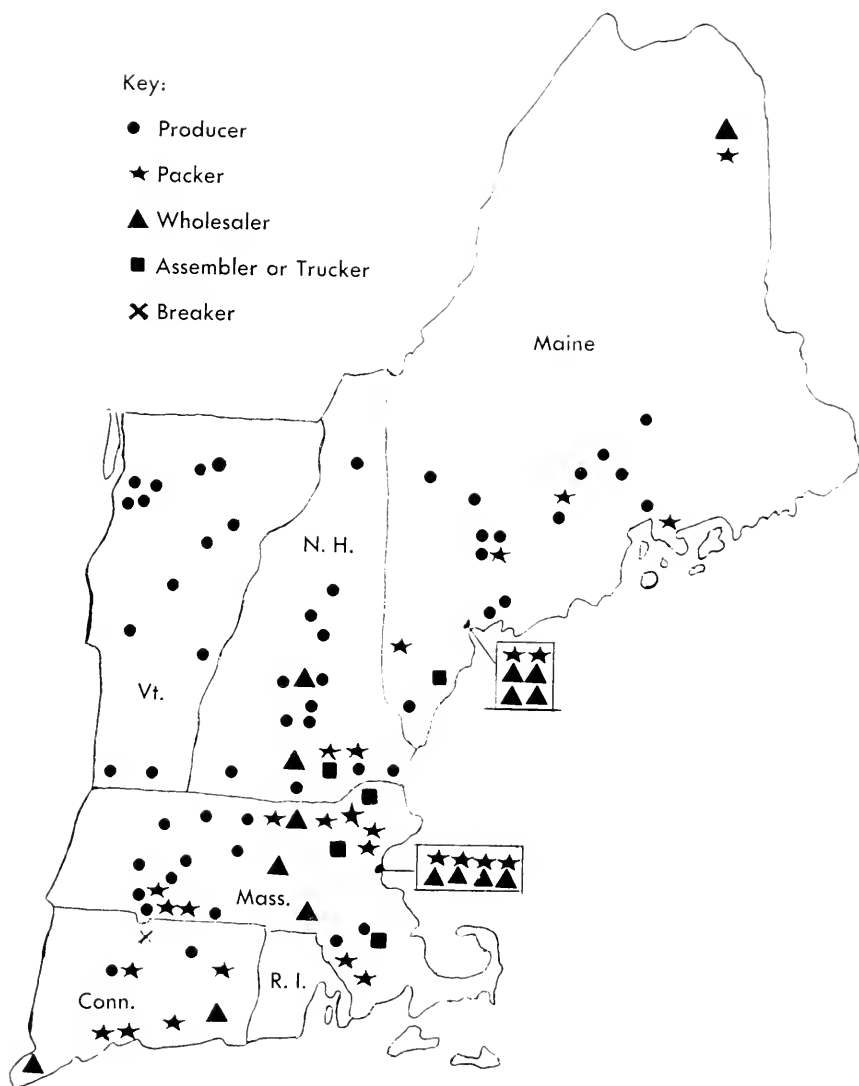 Key:
Producer
Packer
Wholesaler
Assembler or Trucker
Breaker
Maine
N. H.
Vt.
Mass.
Conn.
R. I.